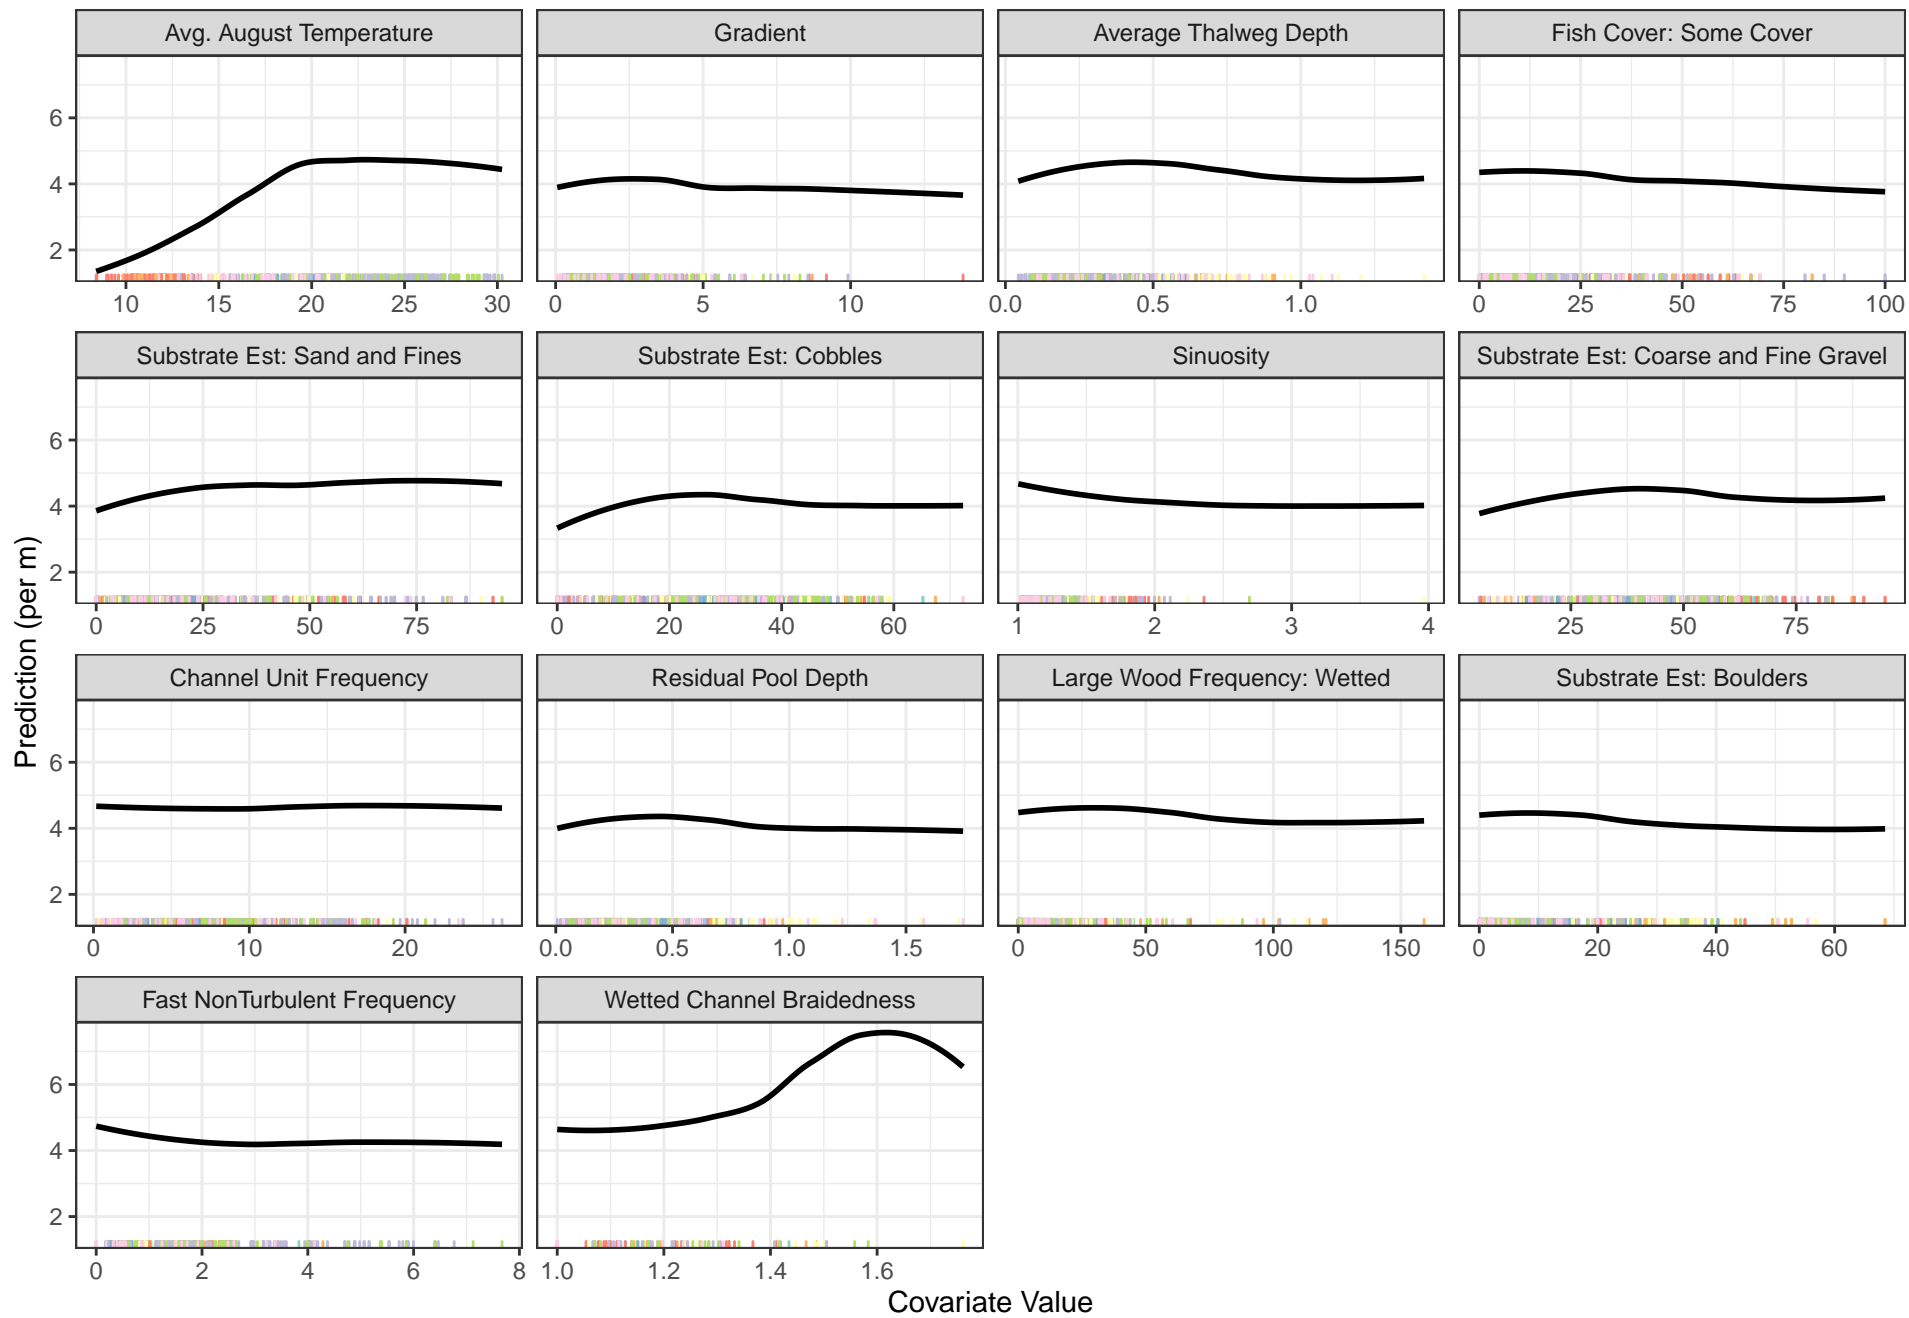 Avg. August Temperature Gradient Average Thalweg Depth Fish Cover: Some Cover
6
4
2
10 15 20 25 30 0 5 10 0.0 0.5 1.0 0 25 50 75 100
Substrate Est: Sand and Fines Substrate Est: Cobbles Sinuosity Substrate Est: Coarse and Fine Gravel
6
4
2
0 25 50 75 0 20 40 60 1 2 3 4 25 50 75
Prediction (per m)
Channel Unit Frequency Residual Pool Depth Large Wood Frequency: Wetted Substrate Est: Boulders
6
4
2
0 10 20 0.0 0.5 1.0 1.5 0 50 100 150 0 20 40 60
Fast NonTurbulent Frequency Wetted Channel Braidedness
6
4
2
0 2 4 6 8 1.0 1.2 1.4 1.6
Covariate Value